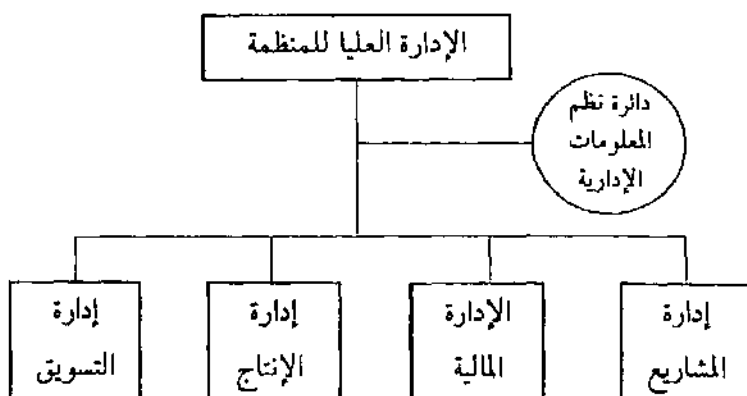 الإدارة العليا للمنظمة
دائرة نظم
المعلومات
الإدارية
إدارة
المشاريع
الإدارة
المالية
إدارة
الإنتاج
إدارة
التسويق